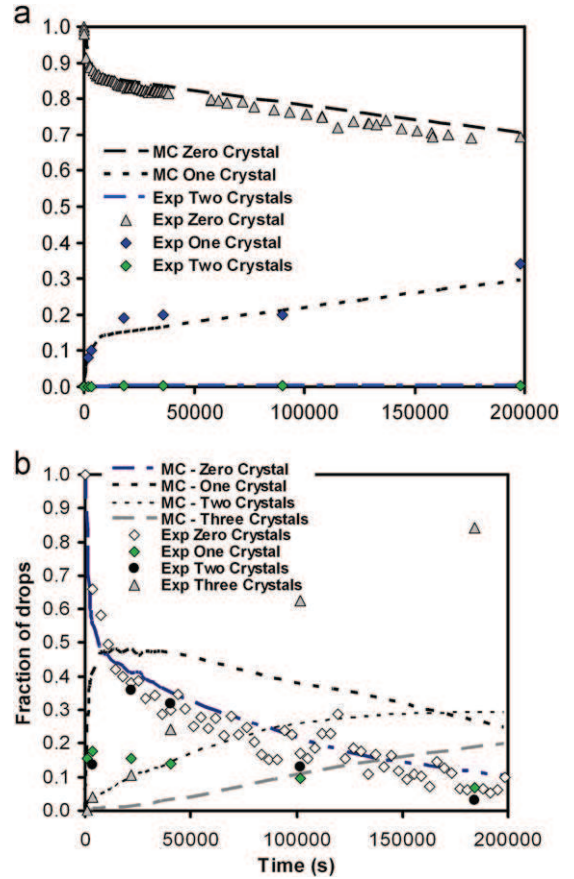 a
1.0
0.9
0.8
0.7
0.6
0.5
0.4
0.3
0.2
0.1
0.0
MC Zero Crystal
MC One Crystal
Exp Two Crystals
Exp Zero Crystal
Exp One Crystal
Exp Two Crystals
0
50000
100000
150000
200000
b
1.0
0.9
0.8
0.7
0.6
0.5
0.4
0.3
0.2
0.1
0.0
Fraction of drops
MC - Zero Crystal
MC - One Crystal
MC - Two Crystals
MC - Three Crystals
Exp Zero Crystals
Exp One Crystal
Exp Two Crystals
Exp Three Crystals
0
50000
100000
150000
200000
Time (s)